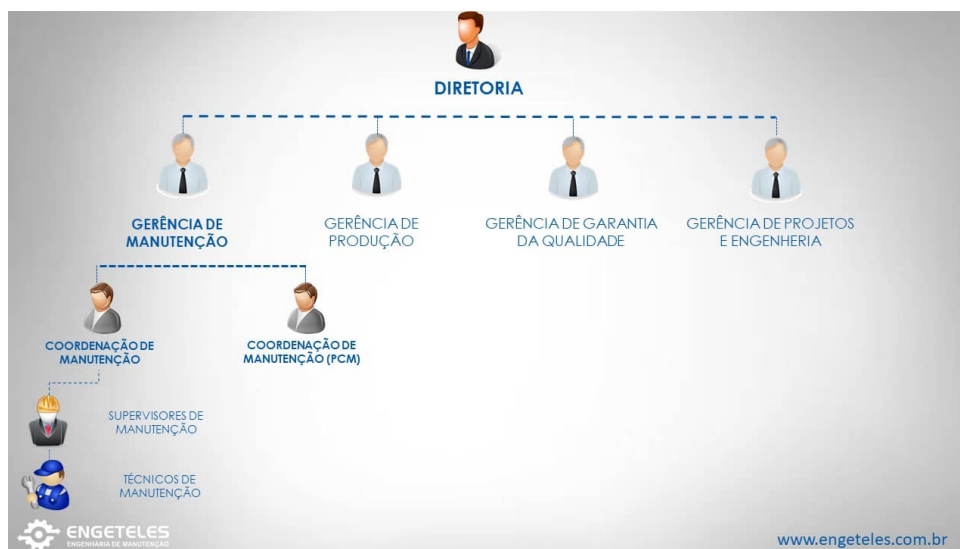 DIRETORIA
GERÊNCIA DE
MANUTENÇÃO
GERÊNCIA DE
PRODUÇÃO
GERÊNCIA DE GARANTIA
DA QUALIDADE
GERÊNCIA DE PROJETOS
E ENGENHERIA
COORDENAÇÃO DE
MANUTENÇÃO
COORDENAÇÃO DE
MANUTENÇÃO (PCM)
SUPERVISORES DE
MANUTENÇÃO
TÉCNICOS DE
MANUTENÇÃO
ENGETELES
ENGENHARIA DE MANUTENÇÃO
www.engeteles.com.br